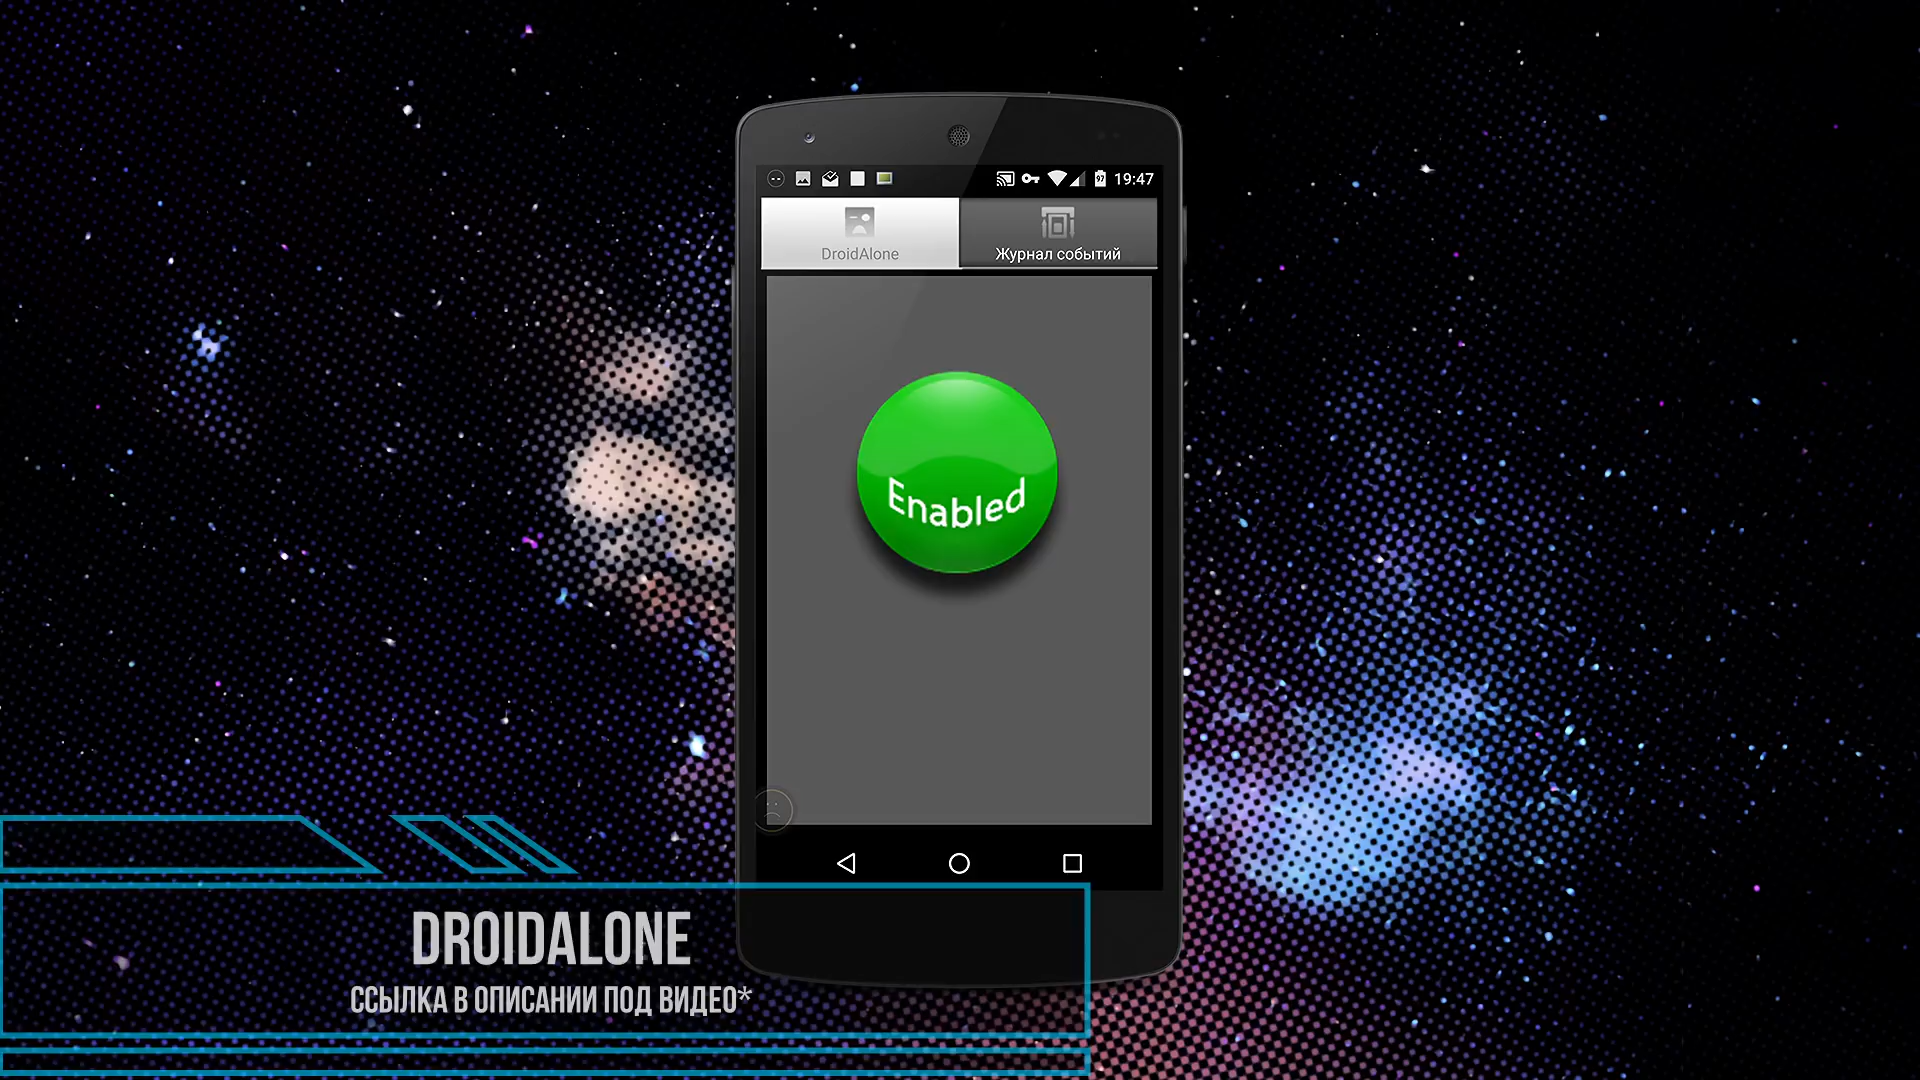 19:47
DroidAlone
Журнал событий
Enabled
DROIDALONE
ССЫЛКА В ОПИСАНИИ ПОД ВИДЕО*